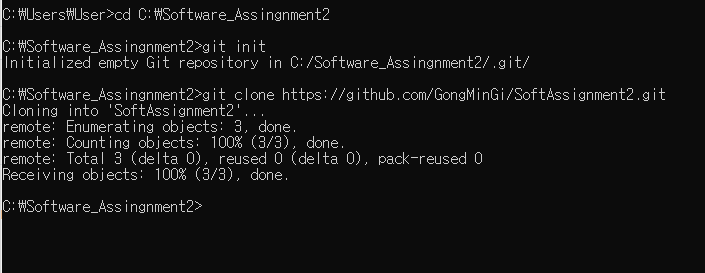 C:₩Users₩User>cd C:₩Software_Assingnment2
C:₩Software_Assingnment2>git init
Initialized empty Git repository in C:/Software_Assingnment2/.git/
C:₩Software_Assingnment2>git clone https://github.com/GongMinGi/SoftAssignment2.git
Cloning into 'SoftAssignment2'...
remote: Enumerating objects: 3, done.
remote: Counting objects: 100% (3/3), done.
remote: Total 3 (delta 0), reused 0 (delta 0), pack-reused 0
Receiving objects: 100% (3/3), done.
C:₩Software_Assingnment2>